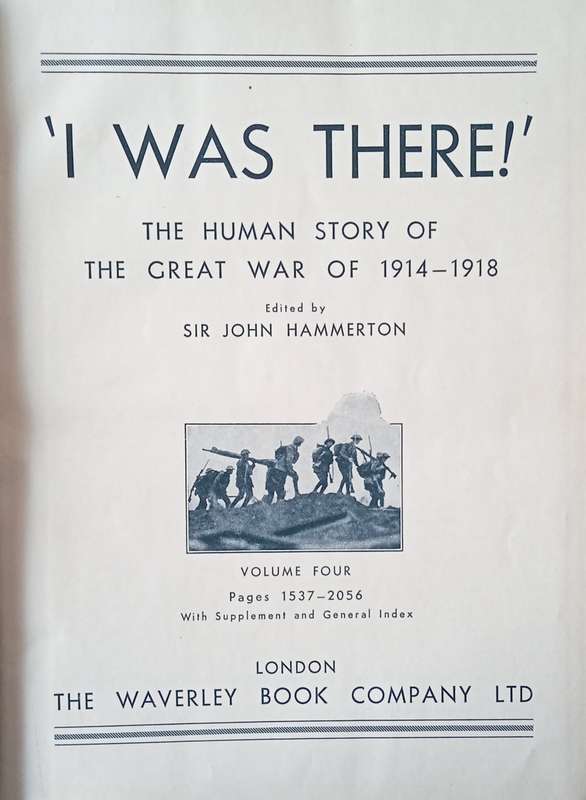 'I WAS THERE!'
THE HUMAN STORY OF
THE GREAT WAR OF 1914–1918
Edited by
SIR JOHN HAMMERTON
VOLUME FOUR
Pages 1537–2056
With Supplement and General Index
LONDON
THE WAVERLEY BOOK COMPANY LTD